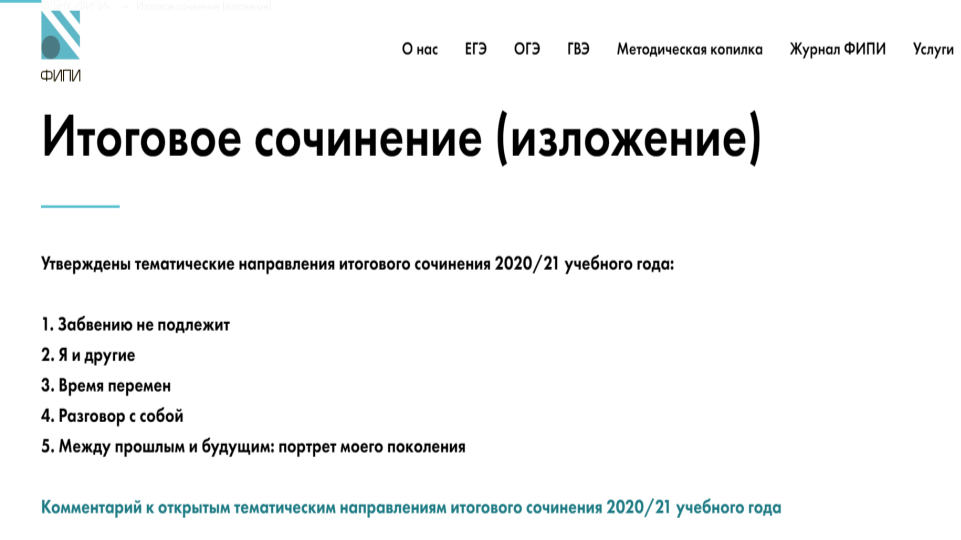 ФИПИ
О нас ЕГЭ ОГЭ ГВЭ Методическая копилка Журнал ФИПИ Услуги
Итоговое сочинение (изложение)
Утверждены тематические направления итогового сочинения 2020/21 учебного года:
1. Забвению не подлежит
2. Я и другие
3. Время перемен
4. Разговор с собой
5. Между прошлым и будущим: портрет моего поколения
Комментарий к открытым тематическим направлениям итогового сочинения 2020/21 учебного года